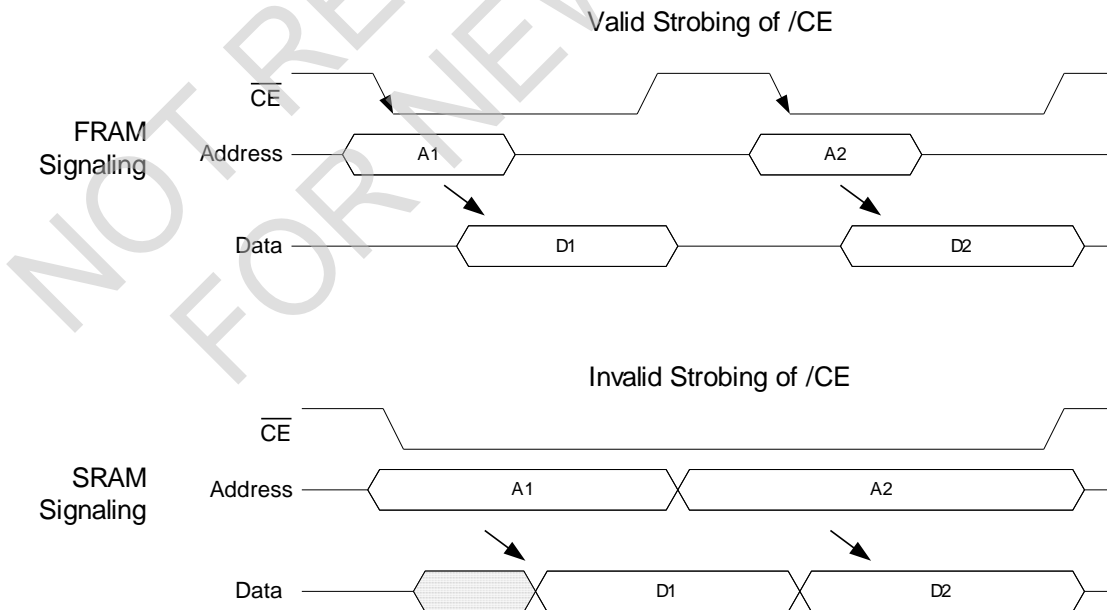 Valid Strobing of /CE
CE
FRAM
Signaling
Address
A1
A2
Data
D1
D2
Invalid Strobing of /CE
CE
SRAM
Signaling
Address
A1
A2
Data
D1
D2
NOT RE
FOR NEW